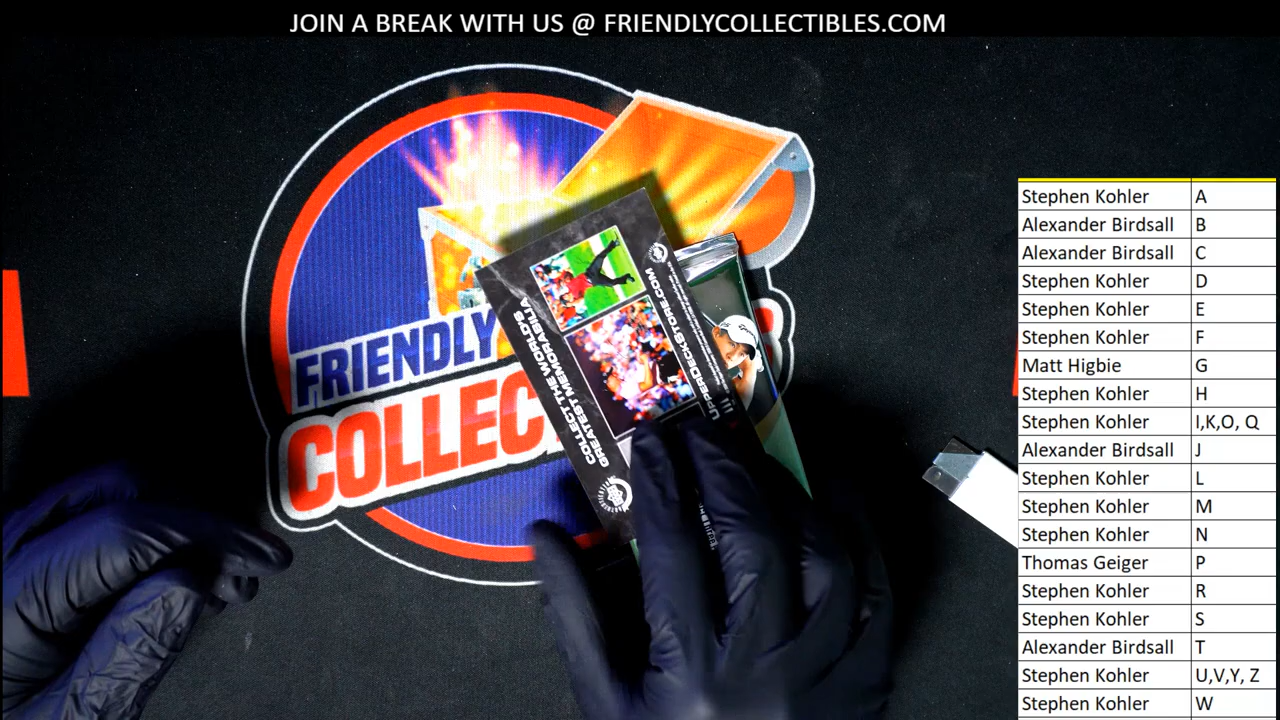 JOIN A BREAK WITH US @ FRIENDLYCOLLECTIBLES.COM
FRIENDLY
COLLEC
COLLECT THE WORLD'S
GREATEST MEMORABILIA
UPPERDECKSTORE.COM
Stephen Kohler A
Alexander Birdsall B
Alexander Birdsall C
Stephen Kohler D
Stephen Kohler E
Stephen Kohler F
Matt Higbie G
Stephen Kohler H
Stephen Kohler I,K,O, Q
Alexander Birdsall J
Stephen Kohler L
Stephen Kohler M
Stephen Kohler N
Thomas Geiger P
Stephen Kohler R
Stephen Kohler S
Alexander Birdsall T
Stephen Kohler U,V,Y, Z
Stephen Kohler W